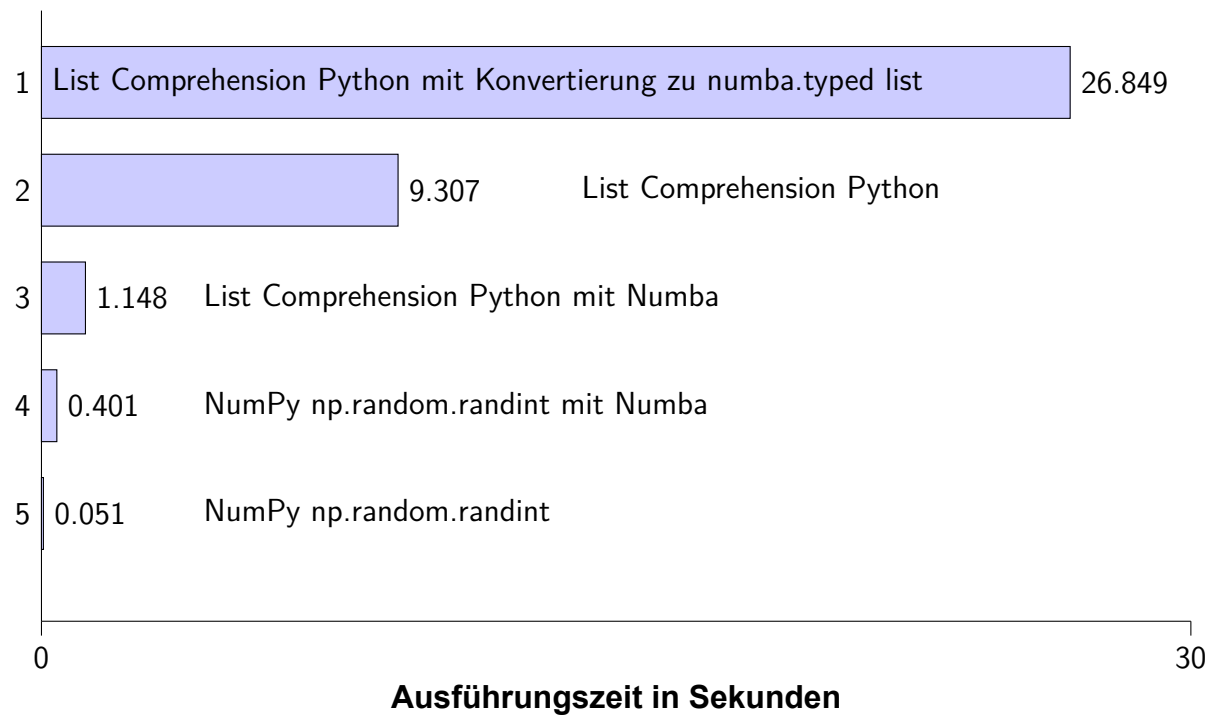 1 List Comprehension Python mit Konvertierung zu numba.typed list 26.849
2 9.307 List Comprehension Python
3 1.148 List Comprehension Python mit Numba
4 0.401 NumPy np.random.randint mit Numba
5 0.051 NumPy np.random.randint
0 30
Ausführungszeit in Sekunden